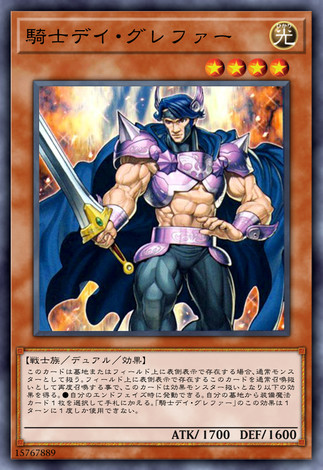 騎士デイ・グレファー
光
【戦士族／デュアル／効果】
このカードは墓地またはフィールド上に表側表示で存在する場合、通常モン
スターとして扱う。フィールド上に表側表示で存在するこのカードを通常召喚扱
いとして再度召喚する事で、このカードは効果モンスター扱いとなり以下の効
果を得る。●自分のエンドフェイズ時に発動できる。自分の墓地から装備魔法
カード１枚を選択して手札に加える。「騎士デイ・グレファー」のこの効果は１
ターンに１度しか使用できない。
ATK/ 1700 DEF/1600
15767889